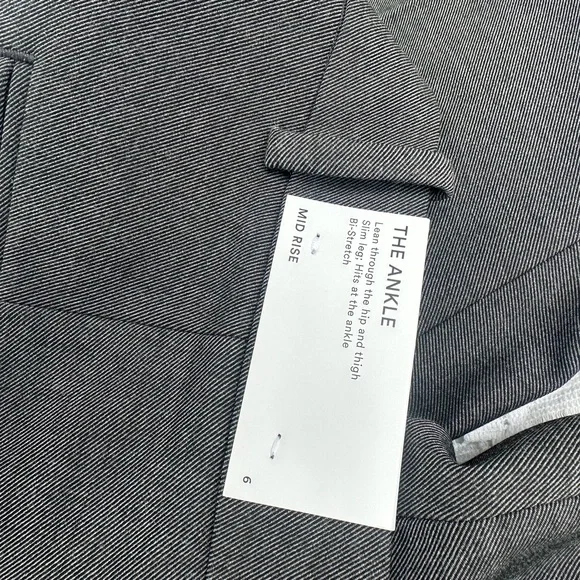 THE ANKLE
Lean through the hip and thigh
Slim leg; Hits at the ankle
Bi-Stretch
MID RISE
6